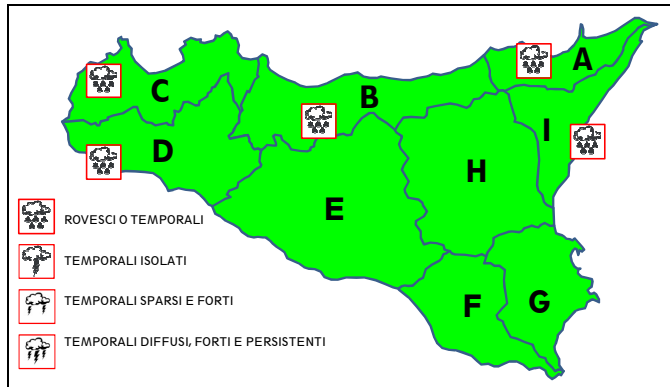 A
C
B
I
D
H
E
F
G
ROVESCI O TEMPORALI
TEMPORALI ISOLATI
TEMPORALI SPARSI E FORTI
TEMPORALI DIFFUSI, FORTI E PERSISTENTI